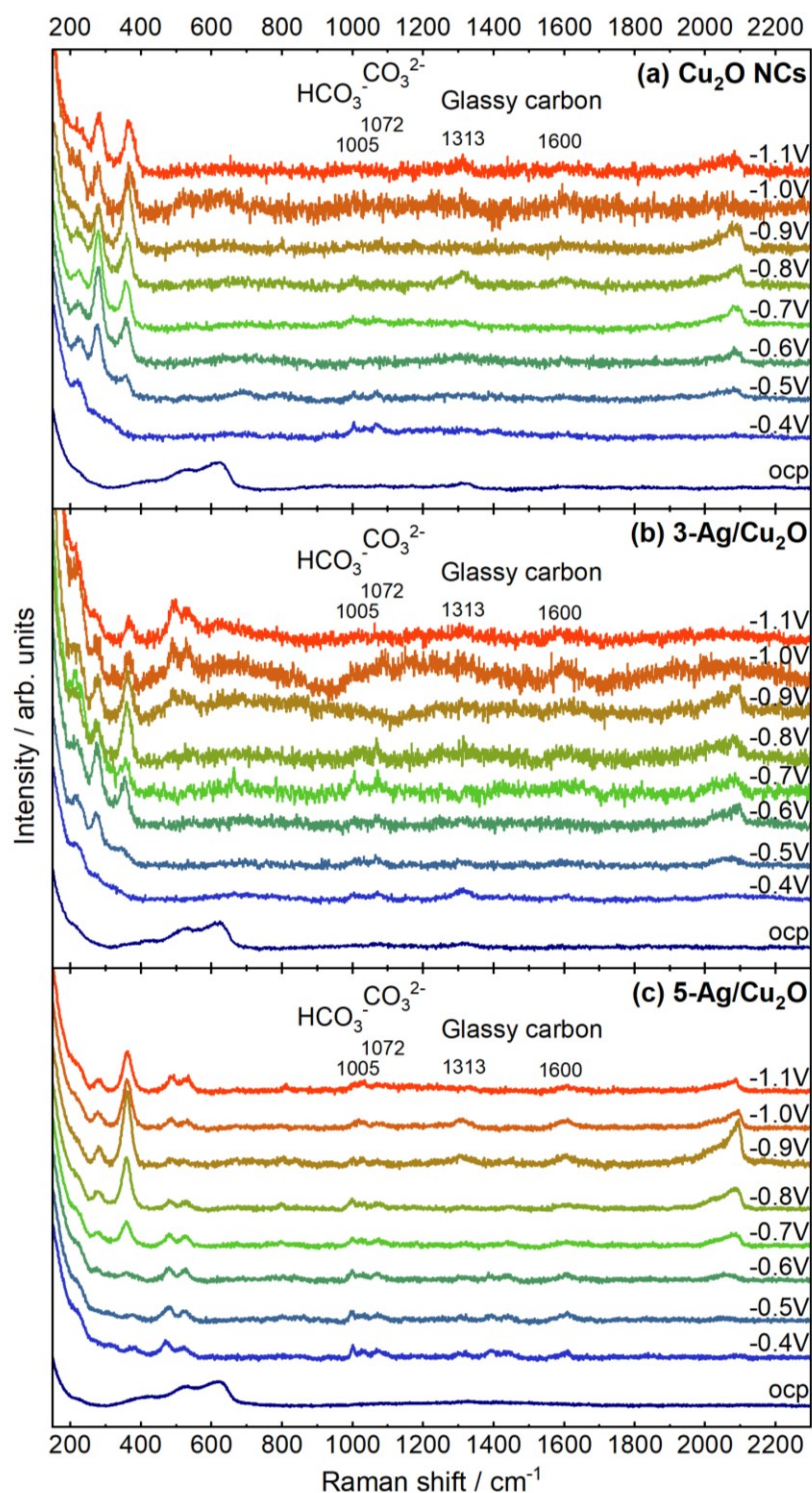 200 400 600 800 1000 1200 1400 1600 1800 2000 2200
(a) Cu₂O NCs
HCO₃⁻ CO₃²⁻ Glassy carbon
1005 1072 1313 1600
-1.1V
-1.0V
-0.9V
-0.8V
-0.7V
-0.6V
-0.5V
-0.4V
ocp
(b) 3-Ag/Cu₂O
HCO₃⁻ CO₃²⁻ Glassy carbon
1005 1072 1313 1600
-1.1V
-1.0V
-0.9V
-0.8V
-0.7V
-0.6V
-0.5V
-0.4V
ocp
Intensity / arb. units
(c) 5-Ag/Cu₂O
HCO₃⁻ CO₃²⁻ Glassy carbon
1005 1072 1313 1600
-1.1V
-1.0V
-0.9V
-0.8V
-0.7V
-0.6V
-0.5V
-0.4V
ocp
200 400 600 800 1000 1200 1400 1600 1800 2000 2200
Raman shift / cm⁻¹